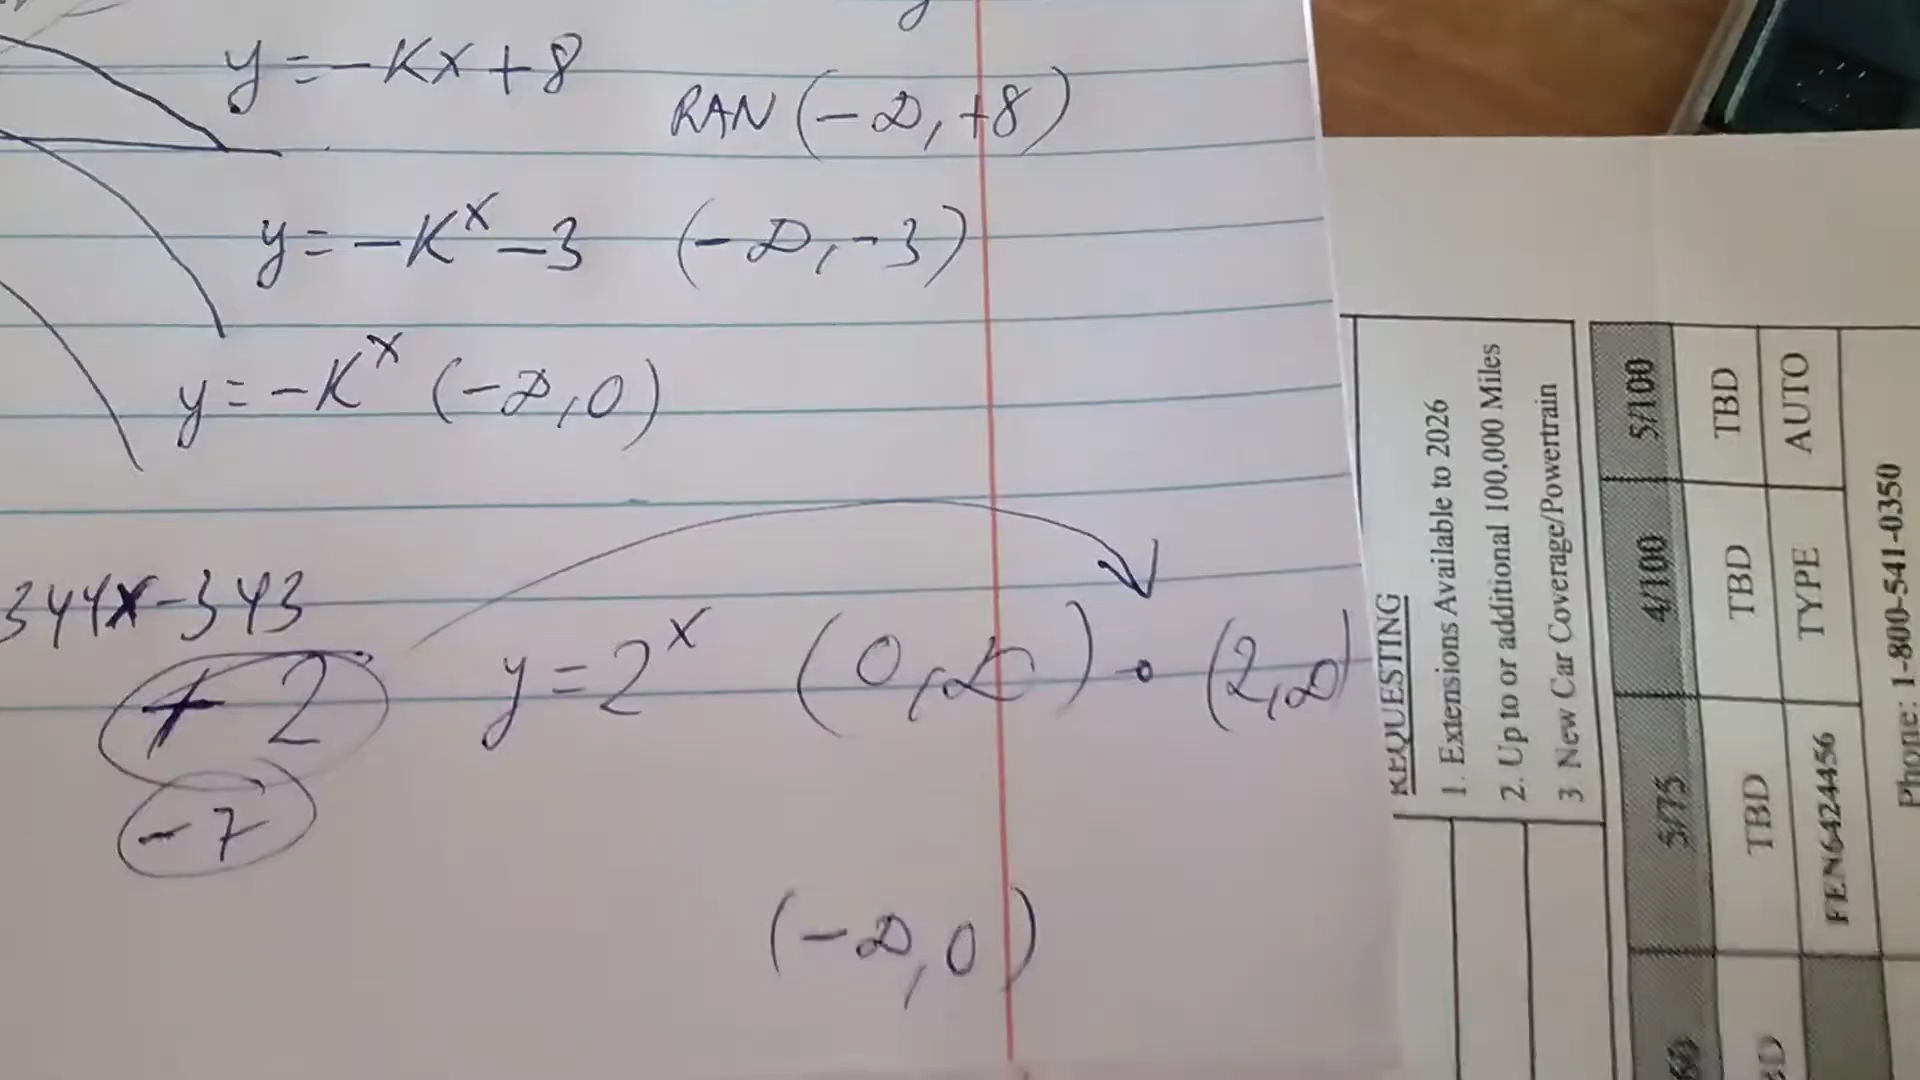 y=-Kx+8
RAN (-∞,+8)
y=-K^x-3 (-∞,-3)
y=-K^x (-∞,0)
344x-343
+2
y=2^x (0,∞) (2,∞)
-7
(-∞,0)
REQUESTING
1. Extensions Available to 2026
2. Up to or additional 100,000 Miles
3 New Car Coverage/Powertrain
5/75 4/100 5/100
TBD TBD TBD
FEN6424456 TYPE AUTO
Phone: 1-800-541-0350